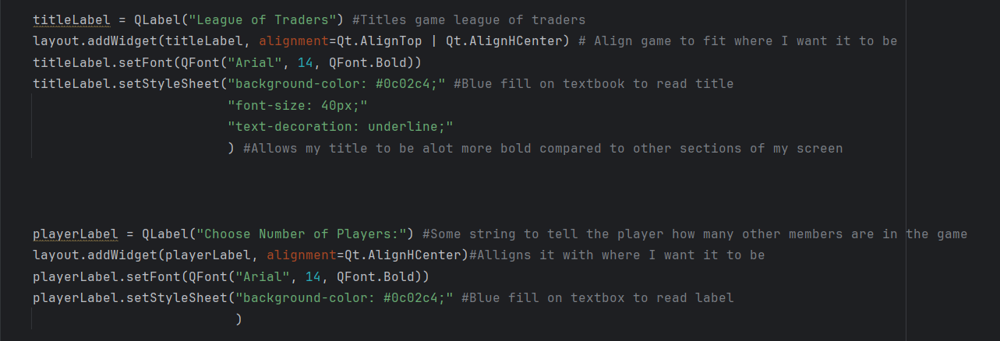 titleLabel = QLabel("League of Traders") #Titles game league of traders
layout.addWidget(titleLabel, alignment=Qt.AlignTop | Qt.AlignHCenter) # Align game to fit where I want it to be
titleLabel.setFont(QFont("Arial", 14, QFont.Bold))
titleLabel.setStyleSheet("background-color: #0c02c4;" #Blue fill on textbook to read title
"font-size: 40px;"
"text-decoration: underline;"
) #Allows my title to be alot more bold compared to other sections of my screen
playerLabel = QLabel("Choose Number of Players:") #Some string to tell the player how many other members are in the game
layout.addWidget(playerLabel, alignment=Qt.AlignHCenter)#Alligns it with where I want it to be
playerLabel.setFont(QFont("Arial", 14, QFont.Bold))
playerLabel.setStyleSheet("background-color: #0c02c4;" #Blue fill on textbox to read label
)